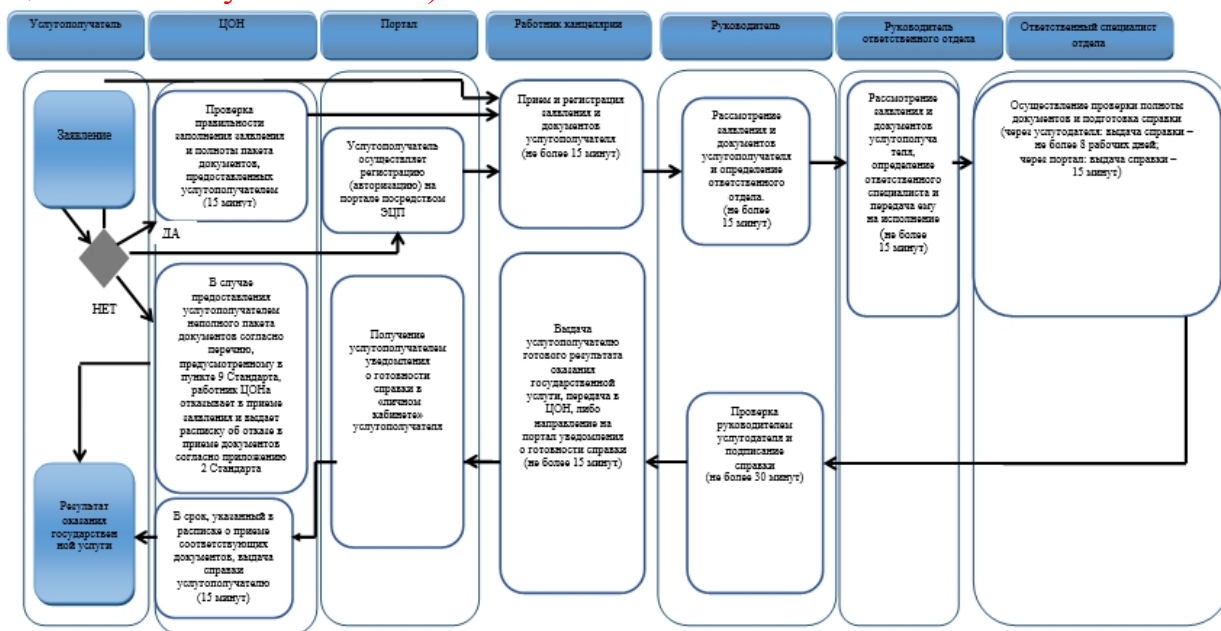 Услугополучатель
ЦОН
Портал
Работник канцелярии
Руководитель
Руководитель
ответственного отдела
Ответственный специалист
отдела
Заявление
ДА
НЕТ
Результат
оказания
государствен
ной услуги
Проверка
правильности
заполнения заявления
и полноты пакета
документов,
предоставленных
услугополучателем
(15 минут)
В случае
предоставления
услугополучателем
неполного пакета
документов согласно
перечню,
предусмотренному в
пункте 9 Стандарта,
работник ЦОНа
отказывает в приеме
заявления и выдает
расписку об отказе в
приеме документов
согласно приложению
2 Стандарта
В срок, указанный в
расписке о приеме
соответствующих
документов, выдача
справки
услугополучателю
(15 минут)
Услугополучатель
осуществляет
регистрацию
(авторизацию) на
портале посредством
ЭЦП
Получение
услугополучателем
уведомления
о готовности
справки в
«личном
кабинете»
услугополучателя
Прием и регистрация
заявления и
документов
услугополучателя
(не более 15 минут)
Выдача
услугополучателю
готового результата
оказания
государственной
услуги, передача в
ЦОН, либо
направление на
портал уведомления
о готовности справки
(не более 15 минут)
Рассмотрение
заявления и
документов
услугополучателя
и определение
ответственного
отдела.
(не более
15 минут)
Проверка
руководителем
услугодателя и
подписание
справки
(не более 30 минут)
Рассмотрение
заявления и
документов
услугополуча
теля,
определение
ответственного
специалиста и
передача ему
на исполнение
(не более
15 минут)
Осуществление проверки полноты
документов и подготовка справки
(через услугодателя: выдача справки –
не более 8 рабочих дней;
через портал: выдача справки –
15 минут)